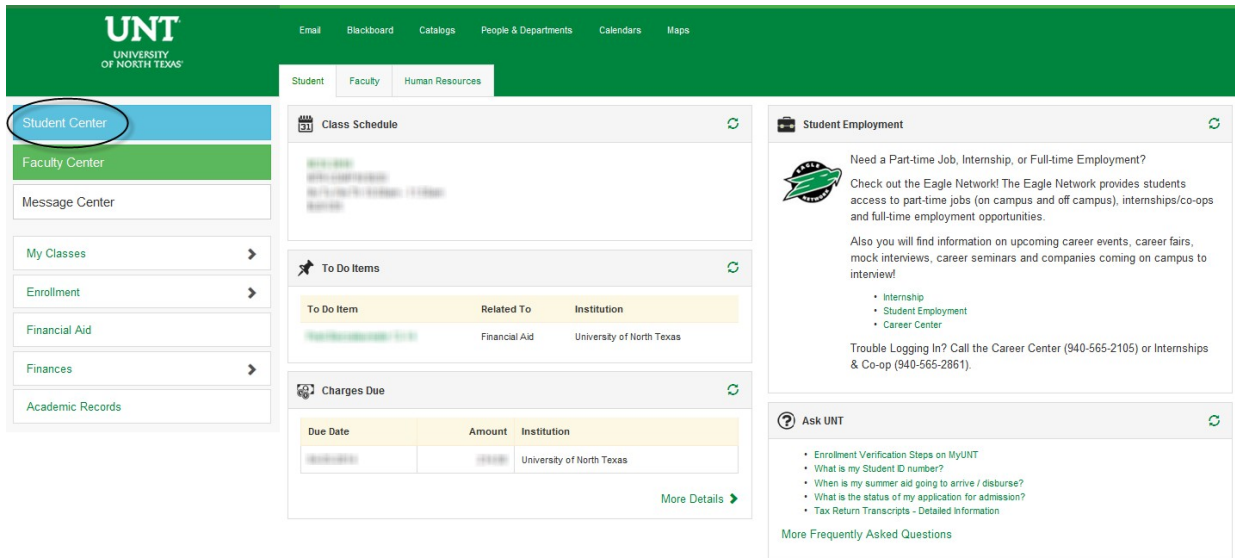 UNT
UNIVERSITY
OF NORTH TEXAS
Email Blackboard Catalogs People & Departments Calendars Maps
Student Faculty Human Resources
Student Center
Faculty Center
Message Center
My Classes
Enrollment
Financial Aid
Finances
Academic Records
31 Class Schedule
To Do Items
To Do Item Related To Institution
Financial Aid University of North Texas
Charges Due
Due Date Amount Institution
University of North Texas
More Details
Student Employment
EAGLE
NETWORK
Need a Part-time Job, Internship, or Full-time Employment?
Check out the Eagle Network! The Eagle Network provides students
access to part-time jobs (on campus and off campus), internships/co-ops
and full-time employment opportunities.
Also you will find information on upcoming career events, career fairs,
mock interviews, career seminars and companies coming on campus to
interview!
• Internship
• Student Employment
• Career Center
Trouble Logging In? Call the Career Center (940-565-2105) or Internships
& Co-op (940-565-2861).
? Ask UNT
• Enrollment Verification Steps on MyUNT
• What is my Student ID number?
• When is my summer aid going to arrive / disburse?
• What is the status of my application for admission?
• Tax Return Transcripts - Detailed Information
More Frequently Asked Questions